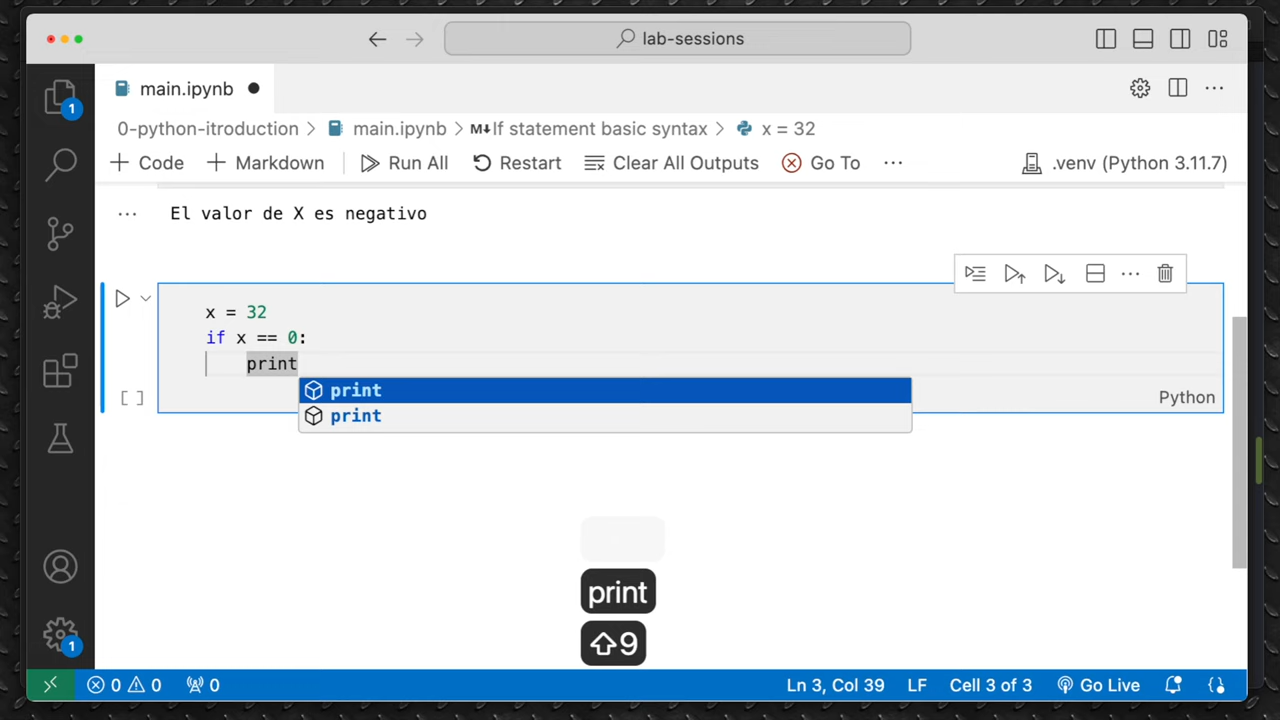 lab-sessions
main.ipynb
0-python-itroduction > main.ipynb > M↓If statement basic syntax > x = 32
+ Code + Markdown Run All Restart Clear All Outputs Go To ··· .venv (Python 3.11.7)
··· El valor de X es negativo
x = 32
if x == 0:
print
print
print
[ ] Python
print
⇧9
1
1
0 0 0 Ln 3, Col 39 LF Cell 3 of 3 Go Live